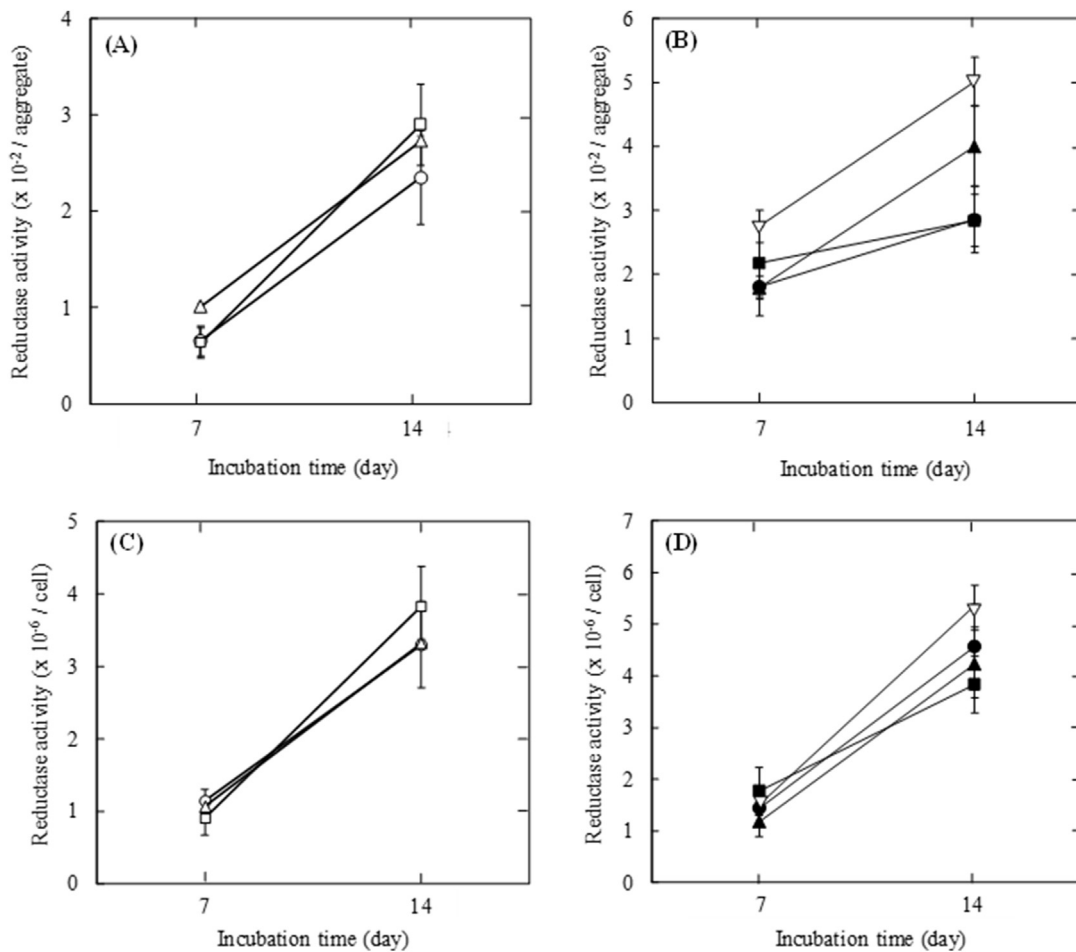 (A)
Reductase activity (x 10⁻² / aggregate)
4
3
2
1
0
7 14
Incubation time (day)
(B)
Reductase activity (x 10⁻² / aggregate)
6
5
4
3
2
1
0
7 14
Incubation time (day)
(C)
Reductase activity (x 10⁻⁶ / cell)
5
4
3
2
1
0
7 14
Incubation time (day)
(D)
Reductase activity (x 10⁻⁶ / cell)
7
6
5
4
3
2
1
0
7 14
Incubation time (day)